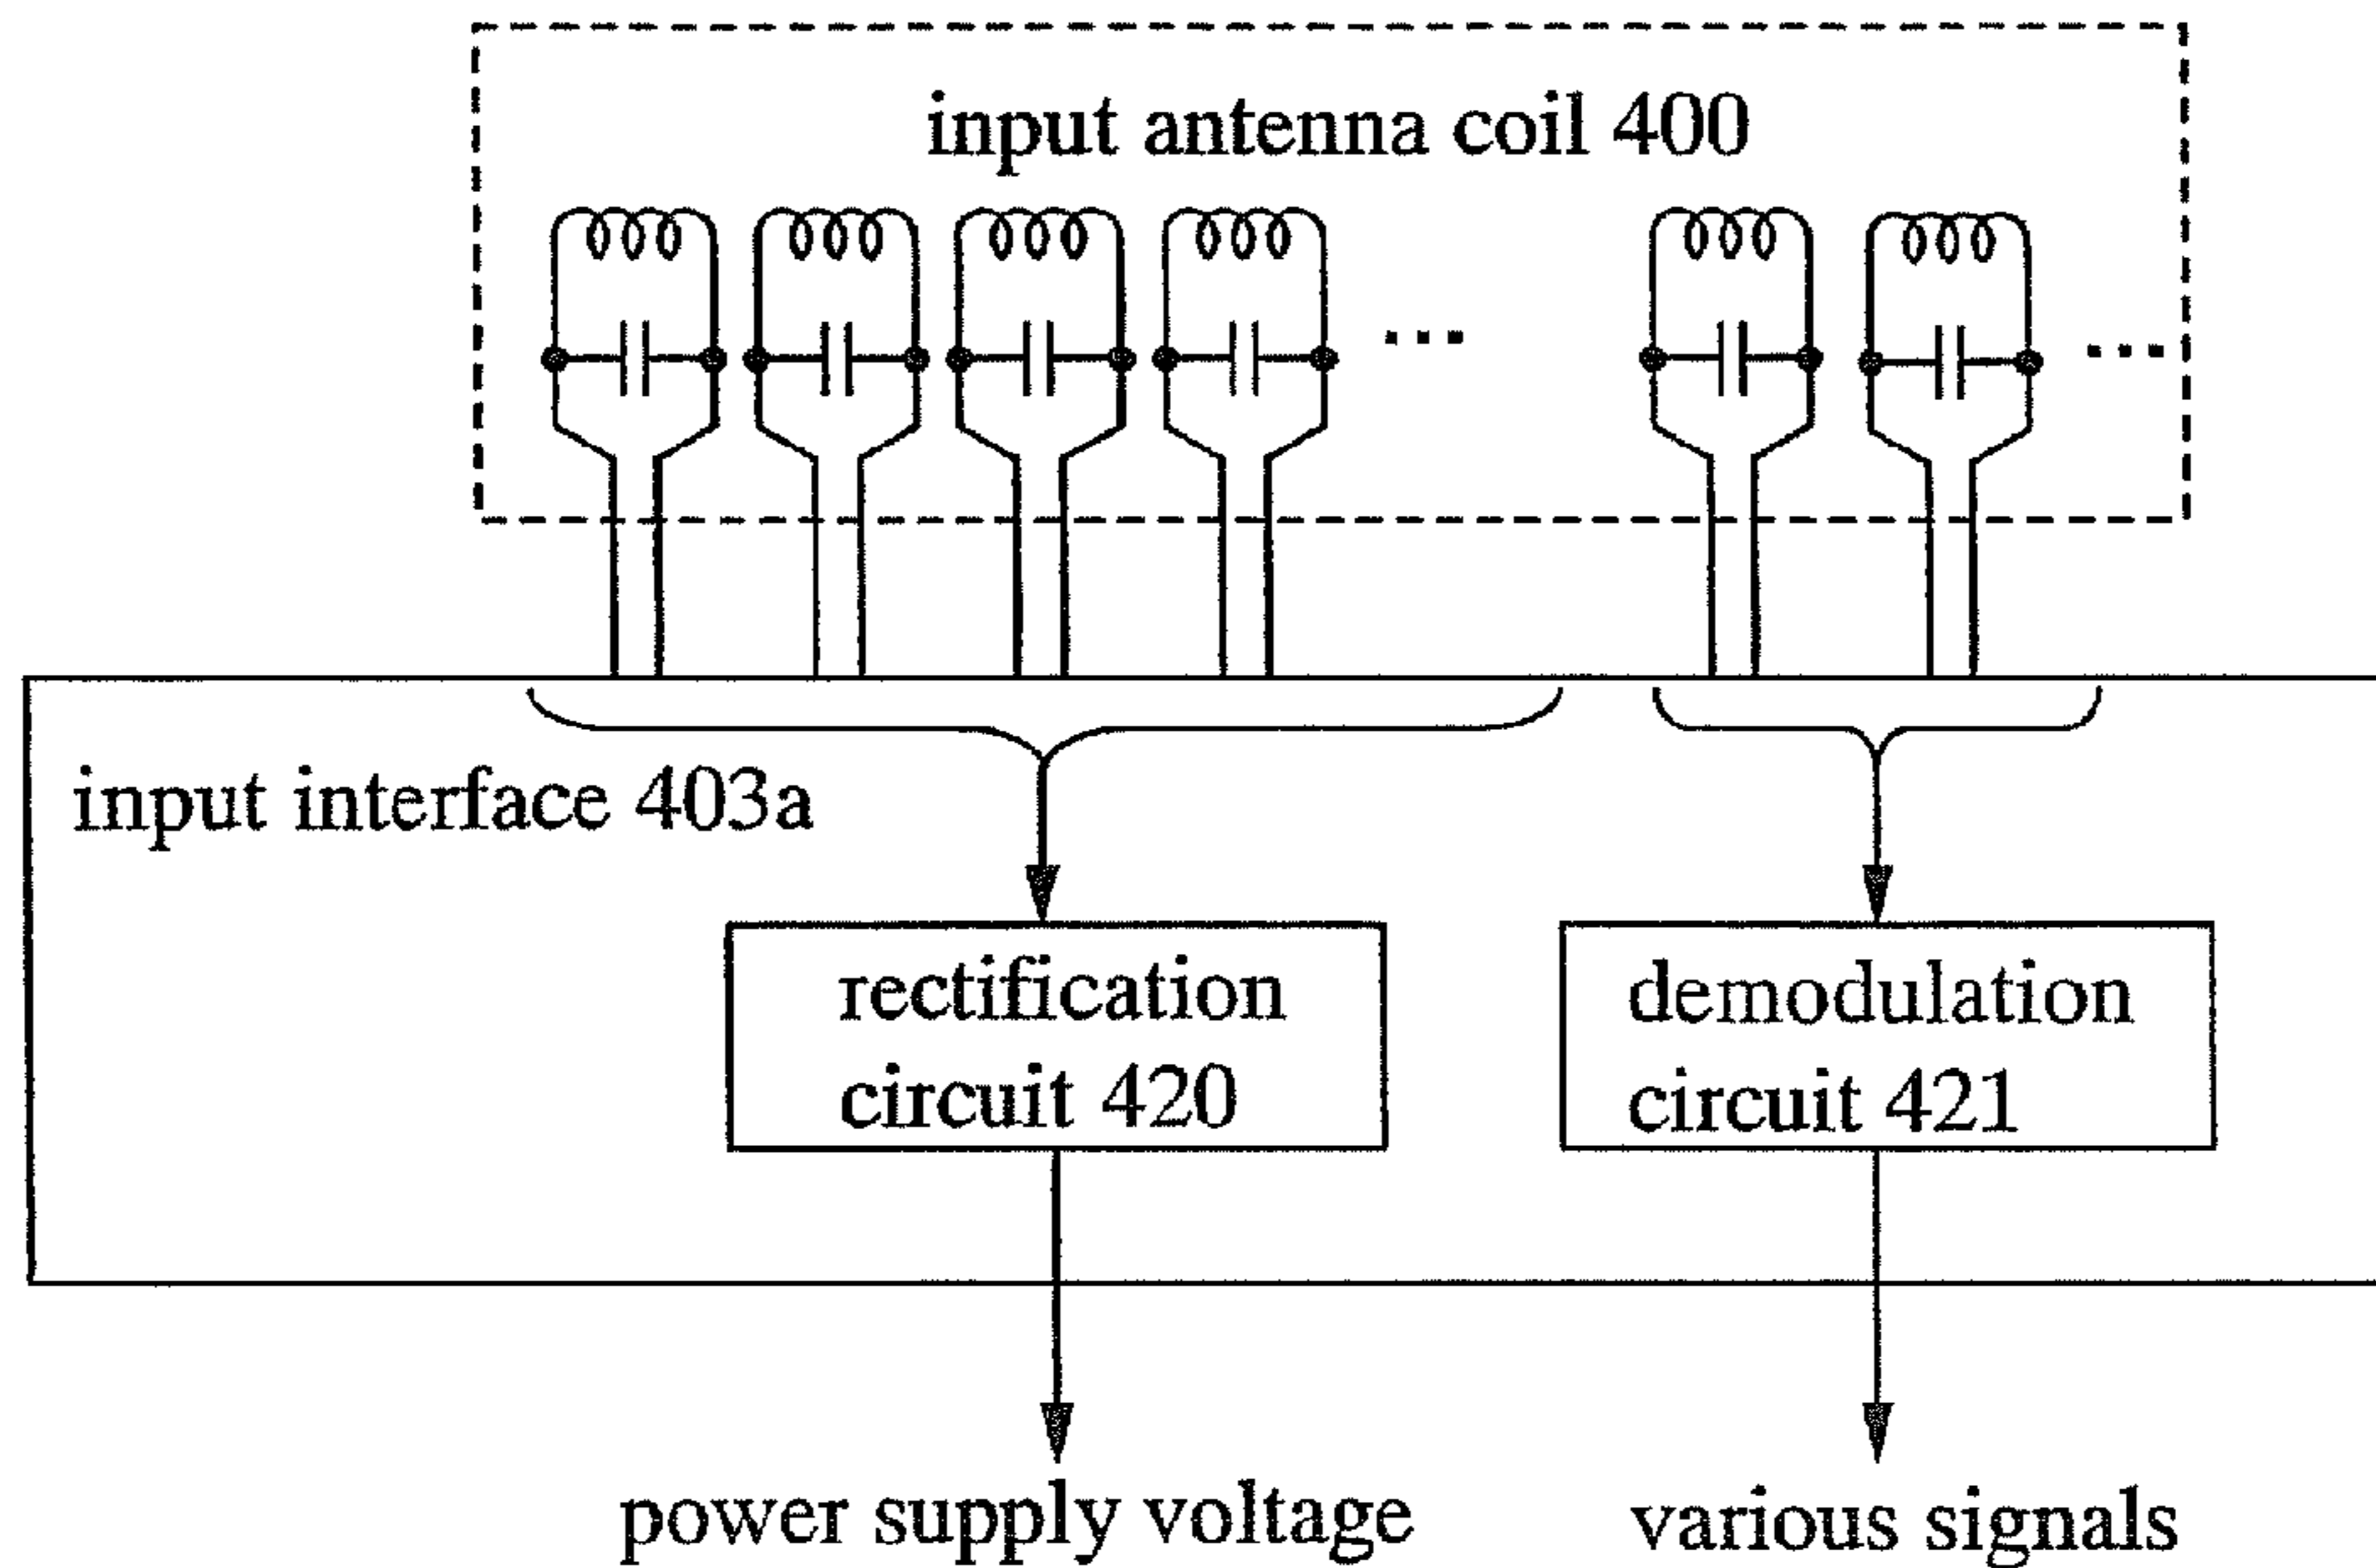 input antenna coil 400
... ...
input interface 403a
rectification
circuit 420
demodulation
circuit 421
power supply voltage
various signals